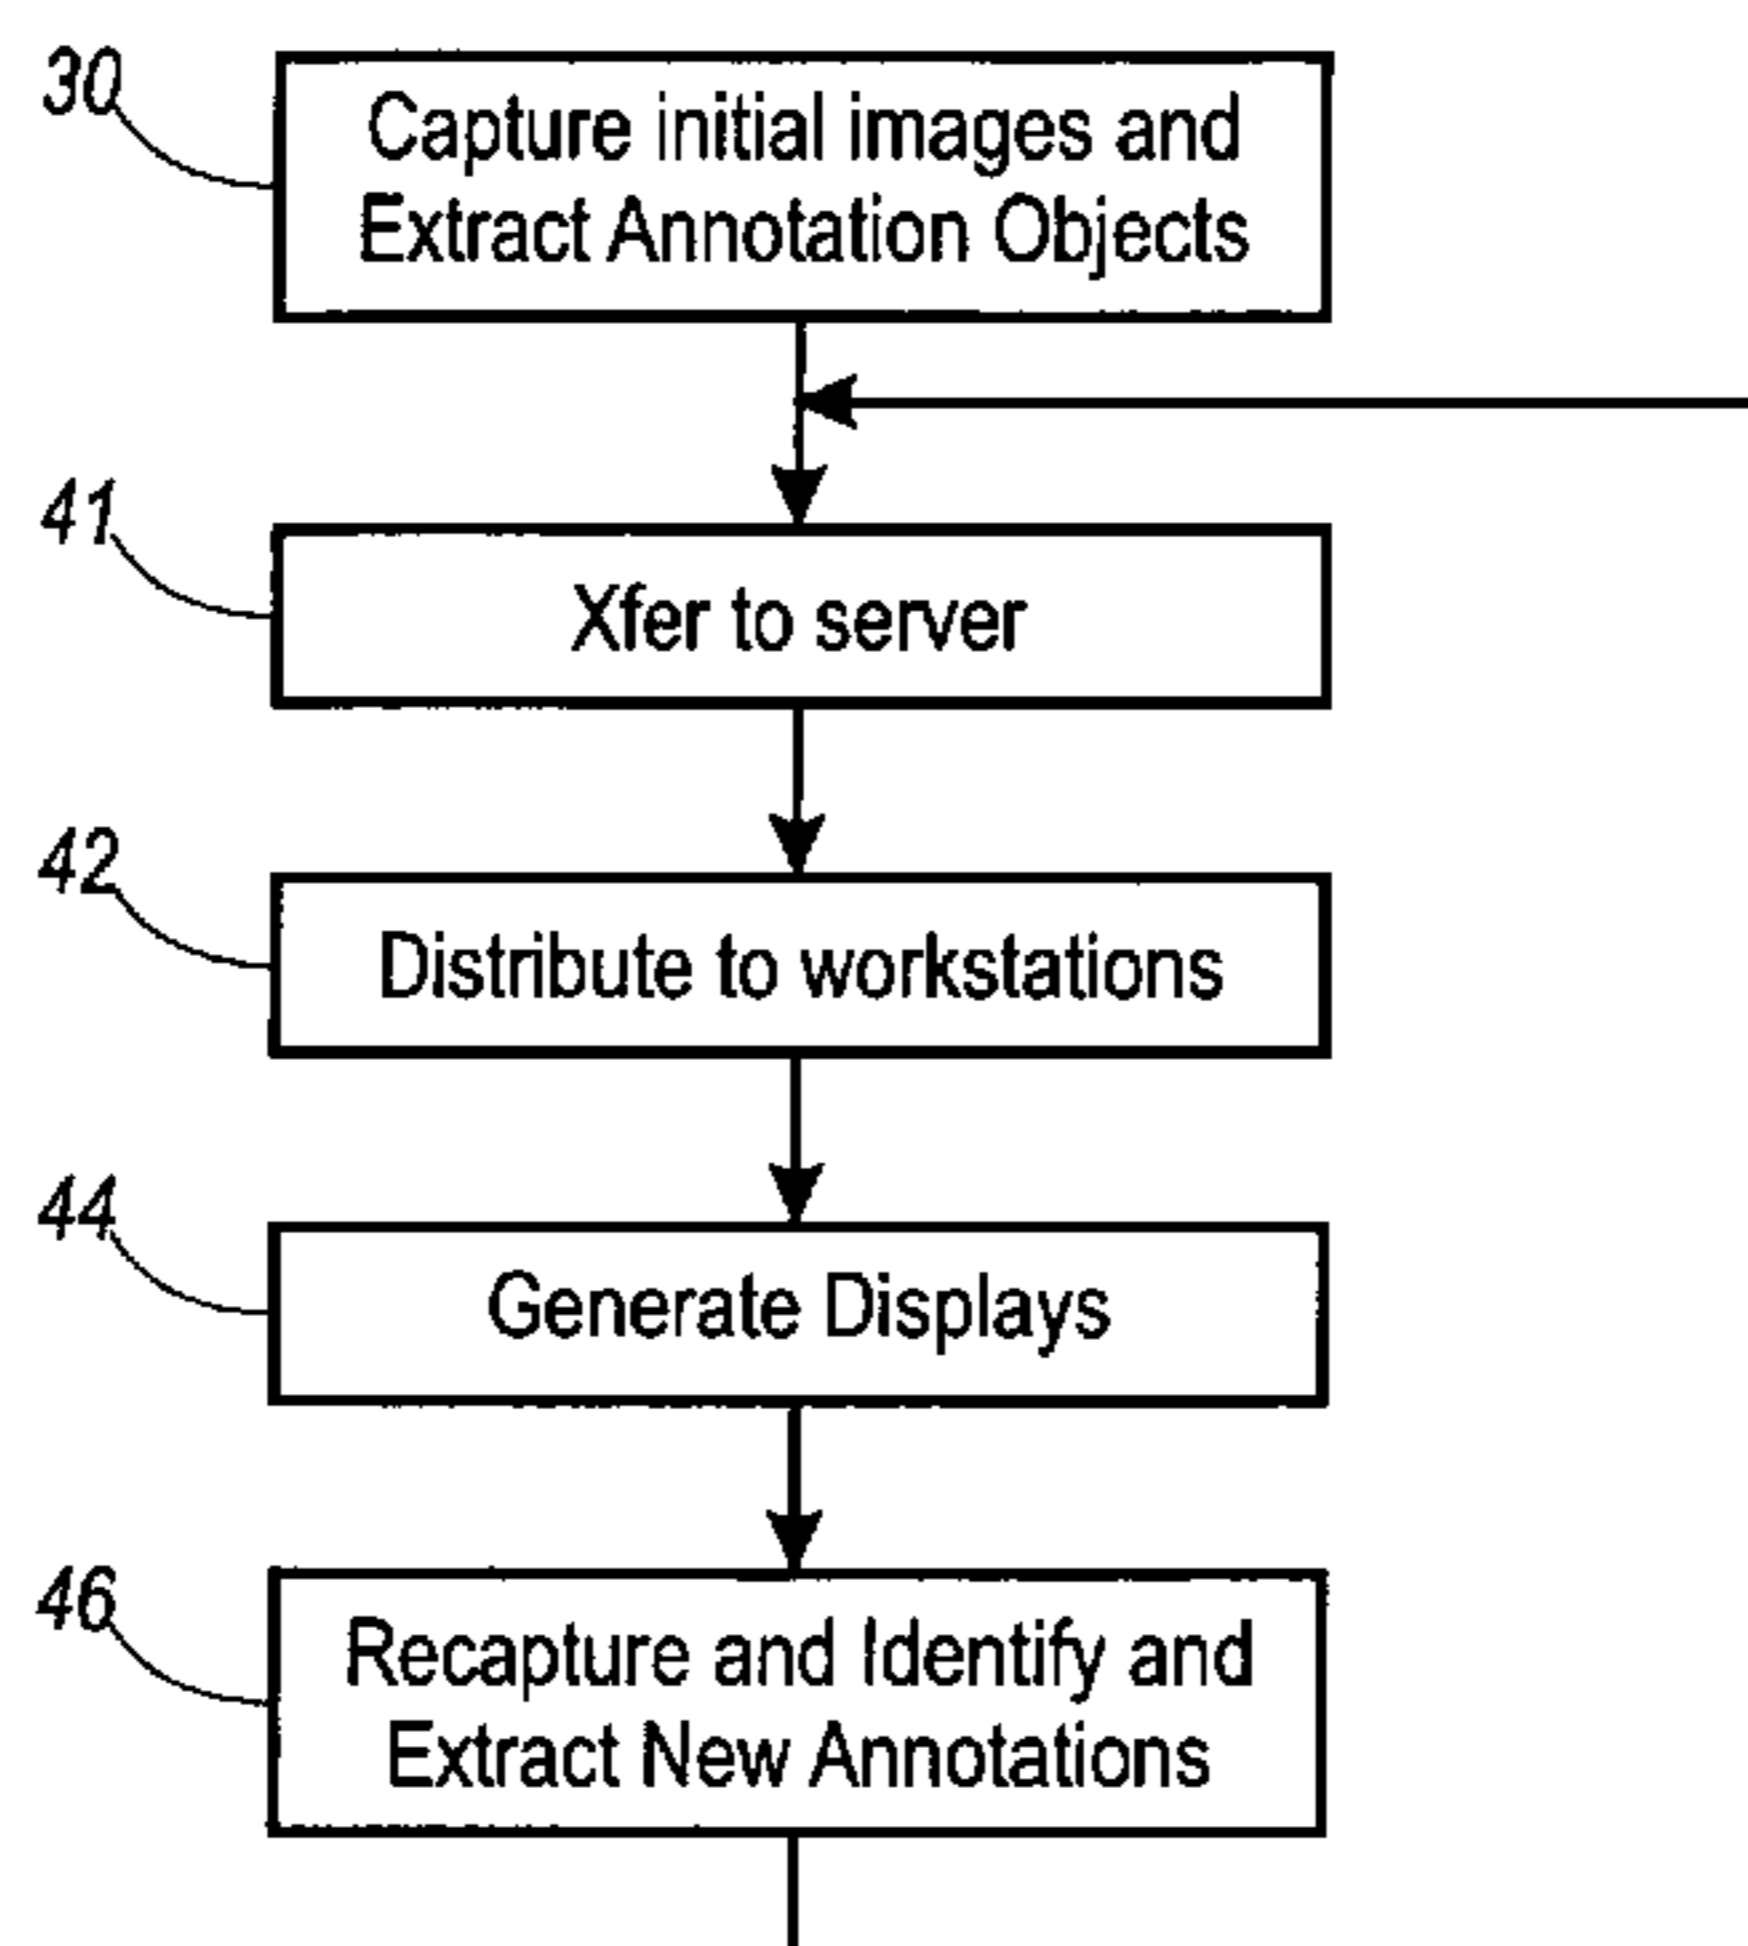 30
Capture initial images and
Extract Annotation Objects
41
Xfer to server
42
Distribute to workstations
44
Generate Displays
46
Recapture and Identify and
Extract New Annotations